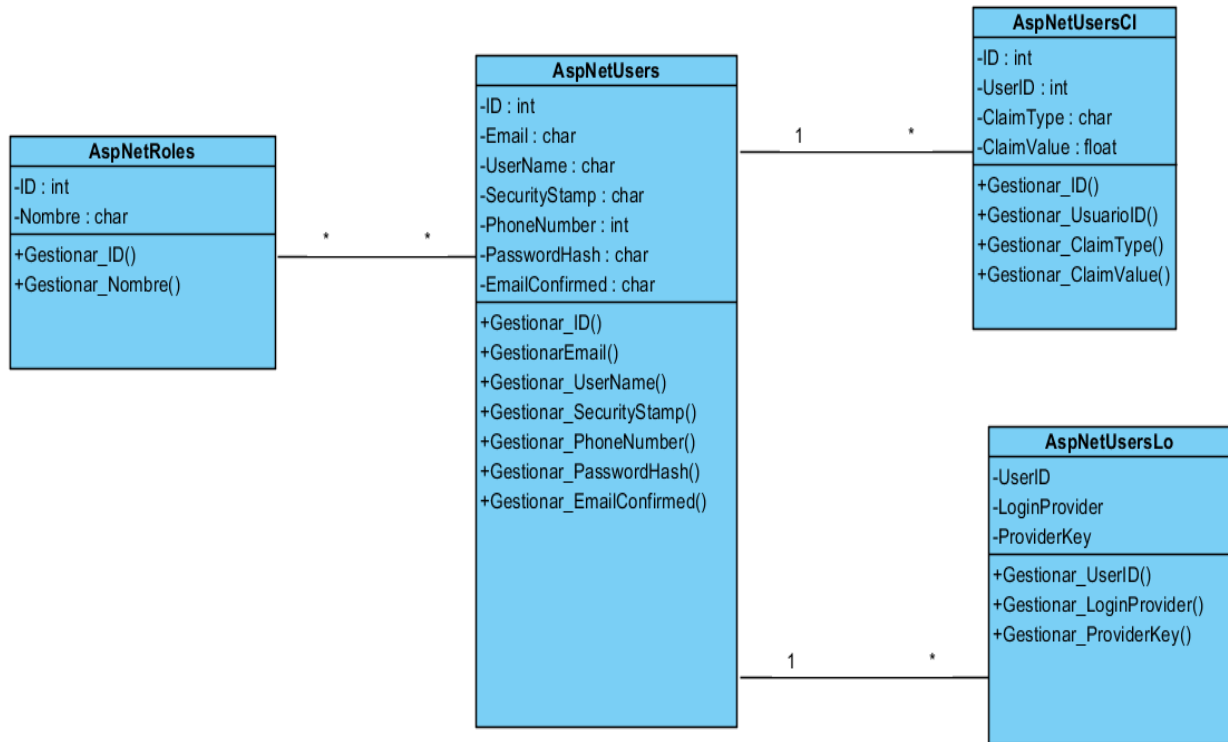 AspNetRoles
-ID : int
-Nombre : char
+Gestionar_ID()
+Gestionar_Nombre()
*
*
AspNetUsers
-ID : int
-Email : char
-UserName : char
-SecurityStamp : char
-PhoneNumber : int
-PasswordHash : char
-EmailConfirmed : char
+Gestionar_ID()
+GestionarEmail()
+Gestionar_UserName()
+Gestionar_SecurityStamp()
+Gestionar_PhoneNumber()
+Gestionar_PasswordHash()
+Gestionar_EmailConfirmed()
1
*
AspNetUsersCl
-ID : int
-UserID : int
-ClaimType : char
-ClaimValue : float
+Gestionar_ID()
+Gestionar_UsuarioID()
+Gestionar_ClaimType()
+Gestionar_ClaimValue()
1
*
AspNetUsersLo
-UserID
-LoginProvider
-ProviderKey
+Gestionar_UserID()
+Gestionar_LoginProvider()
+Gestionar_ProviderKey()